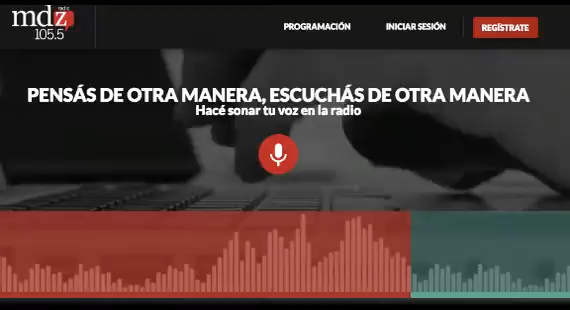 mdz radio
105.5
PROGRAMACIÓN
INICIAR SESIÓN
REGÍSTRATE
PENSÁS DE OTRA MANERA, ESCUCHÁS DE OTRA MANERA
Hacé sonar tu voz en la radio